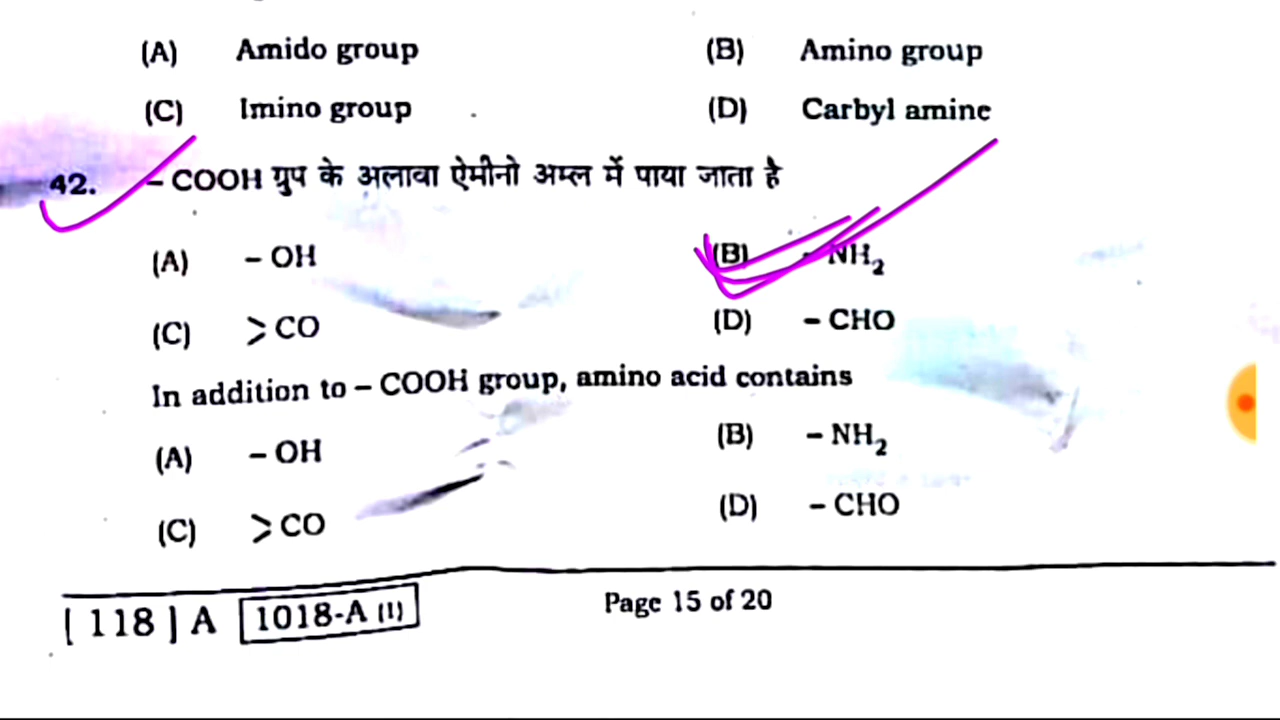 (A) Amido group (B) Amino group
(C) Imino group (D) Carbyl amine
42. – COOH ग्रुप के अलावा ऐमीनो अम्ल में पाया जाता है
(A) – OH (B) – NH₂
(C) >CO (D) – CHO
In addition to – COOH group, amino acid contains
(A) – OH (B) – NH₂
(C) >CO (D) – CHO
[ 118 ] A 1018-A (I) Page 15 of 20